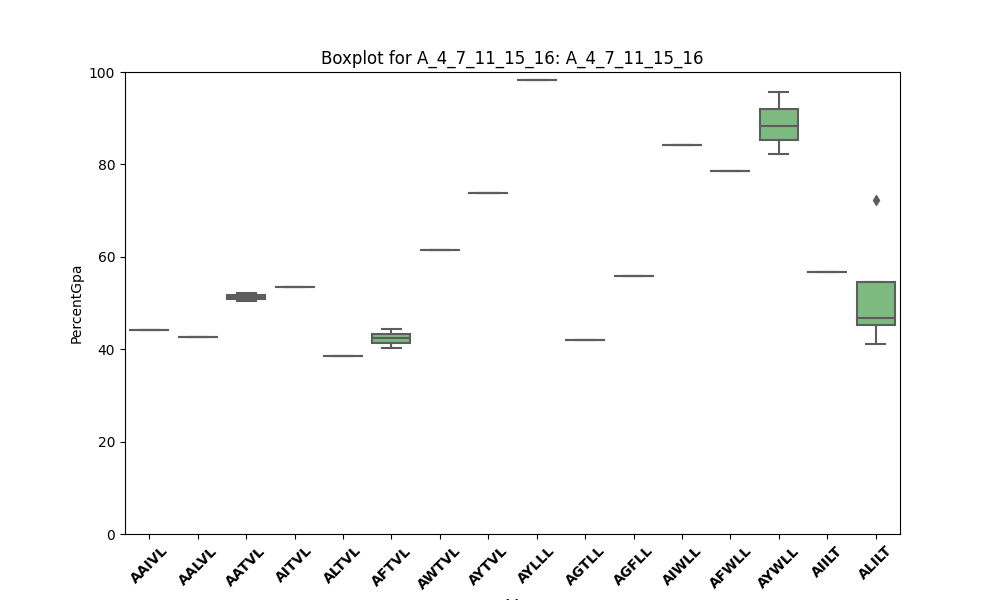 Boxplot for A_4_7_11_15_16: A_4_7_11_15_16
100
80
60
40
20
0
PercentGpa
AAIVL
AALVL
AATVL
AITVL
ALTVL
AFTVL
AWTVL
AYTVL
AYLLL
AGTLL
AGFLL
AIWLL
AFWLL
AYWLL
AIILT
ALILT